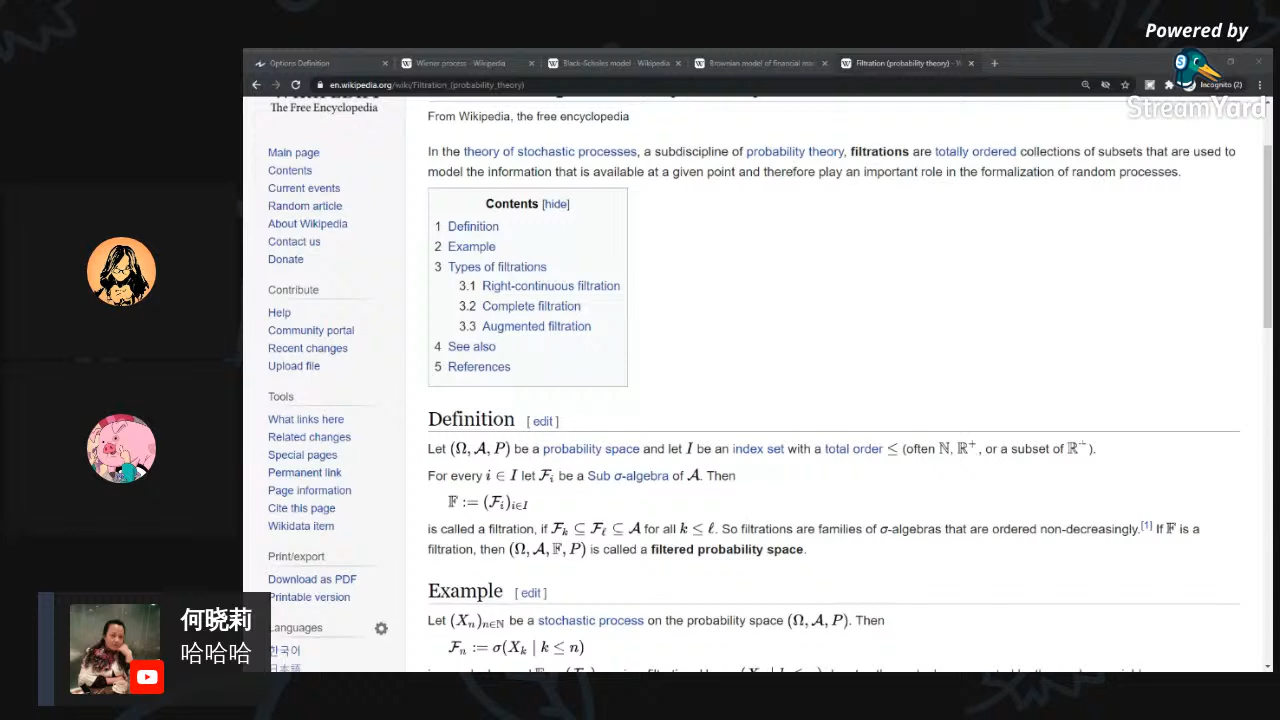 Powered by
StreamYard
Options Definition
Wiener process - Wikipedia
Black-Scholes model - Wikipedia
Brownian model of financial ma
Filtration (probability theory) - W
en.wikipedia.org/wiki/Filtration_(probability_theory)
Incognito (2)
The Free Encyclopedia
Main page
Contents
Current events
Random article
About Wikipedia
Contact us
Donate
Contribute
Help
Community portal
Recent changes
Upload file
Tools
What links here
Related changes
Special pages
Permanent link
Page information
Cite this page
Wikidata item
Print/export
Download as PDF
Printable version
Languages
한국어
日本語
From Wikipedia, the free encyclopedia
In the theory of stochastic processes, a subdiscipline of probability theory, filtrations are totally ordered collections of subsets that are used to
model the information that is available at a given point and therefore play an important role in the formalization of random processes.
Contents [hide]
1 Definition
2 Example
3 Types of filtrations
3.1 Right-continuous filtration
3.2 Complete filtration
3.3 Augmented filtration
4 See also
5 References
Definition [ edit ]
Let (Ω, 𝒜, P) be a probability space and let I be an index set with a total order ≤ (often ℕ, ℝ⁺, or a subset of ℝ⁺).
For every i ∈ I let ℱᵢ be a Sub σ-algebra of 𝒜. Then
𝔽 := (ℱᵢ)ᵢ∈I
is called a filtration, if ℱₖ ⊆ ℱ_ℓ ⊆ 𝒜 for all k ≤ ℓ. So filtrations are families of σ-algebras that are ordered non-decreasingly.[1] If 𝔽 is a
filtration, then (Ω, 𝒜, 𝔽, P) is called a filtered probability space.
Example [ edit ]
Let (Xₙ)ₙ∈ℕ be a stochastic process on the probability space (Ω, 𝒜, P). Then
ℱₙ := σ(Xₖ | k ≤ n)
何晓莉
哈哈哈